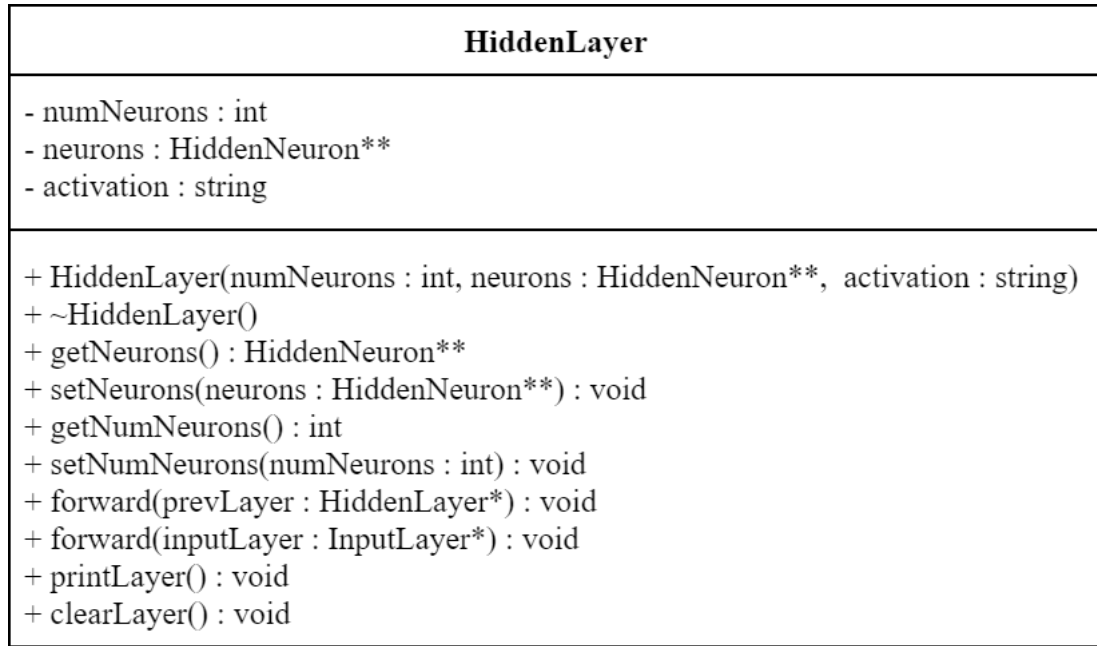 HiddenLayer
- numNeurons : int
- neurons : HiddenNeuron**
- activation : string
+ HiddenLayer(numNeurons : int, neurons : HiddenNeuron**,  activation : string)
+ ~HiddenLayer()
+ getNeurons() : HiddenNeuron**
+ setNeurons(neurons : HiddenNeuron**) : void
+ getNumNeurons() : int
+ setNumNeurons(numNeurons : int) : void
+ forward(prevLayer : HiddenLayer*) : void
+ forward(inputLayer : InputLayer*) : void
+ printLayer() : void
+ clearLayer() : void